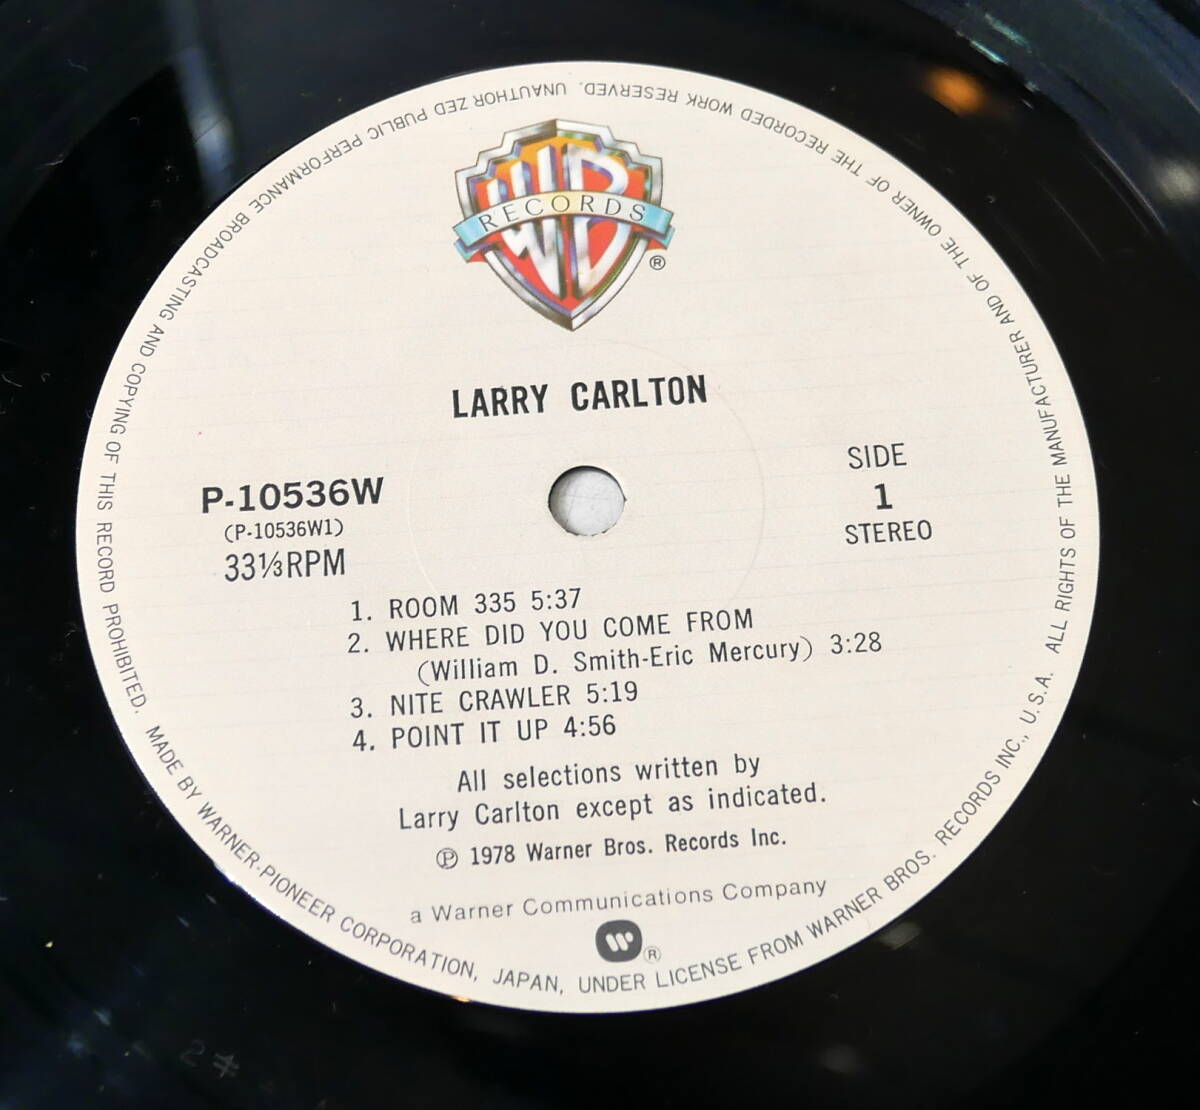 WB
RECORDS
®
LARRY CARLTON
P-10536W
(P-10536W1)
33⅓RPM
SIDE
1
STEREO
1. ROOM 335 5:37
2. WHERE DID YOU COME FROM
(William D. Smith-Eric Mercury) 3:28
3. NITE CRAWLER 5:19
4. POINT IT UP 4:56
All selections written by
Larry Carlton except as indicated.
℗ 1978 Warner Bros. Records Inc.
a Warner Communications Company
®
MADE BY WARNER-PIONEER CORPORATION, JAPAN, UNDER LICENSE FROM WARNER BROS. RECORDS INC., U.S.A. ALL RIGHTS OF THE MANUFACTURER AND OF THE OWNER OF THE RECORDED WORK RESERVED. UNAUTHOR ZED PUBLIC PERFORMANCE BROADCASTING AND COPYING OF THIS RECORD PROHIBITED.